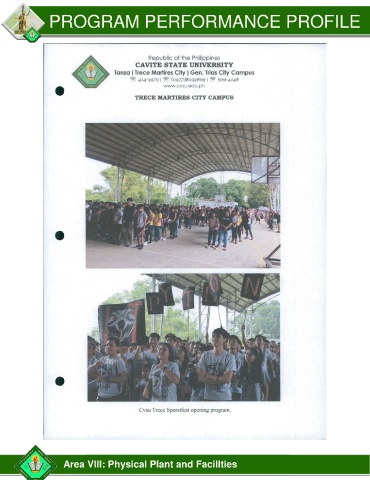 PROGRAM PERFORMANCE PROFILE
Republic of the Philippines
CAVITE STATE UNIVERSITY
Tanza | Trece Martires City | Gen. Trias City Campus
www.cvsu.edu.ph
TRECE MARTIRES CITY CAMPUS
Cvsu Trece Sportsfest opening program.
Area VIII: Physical Plant and Facilities